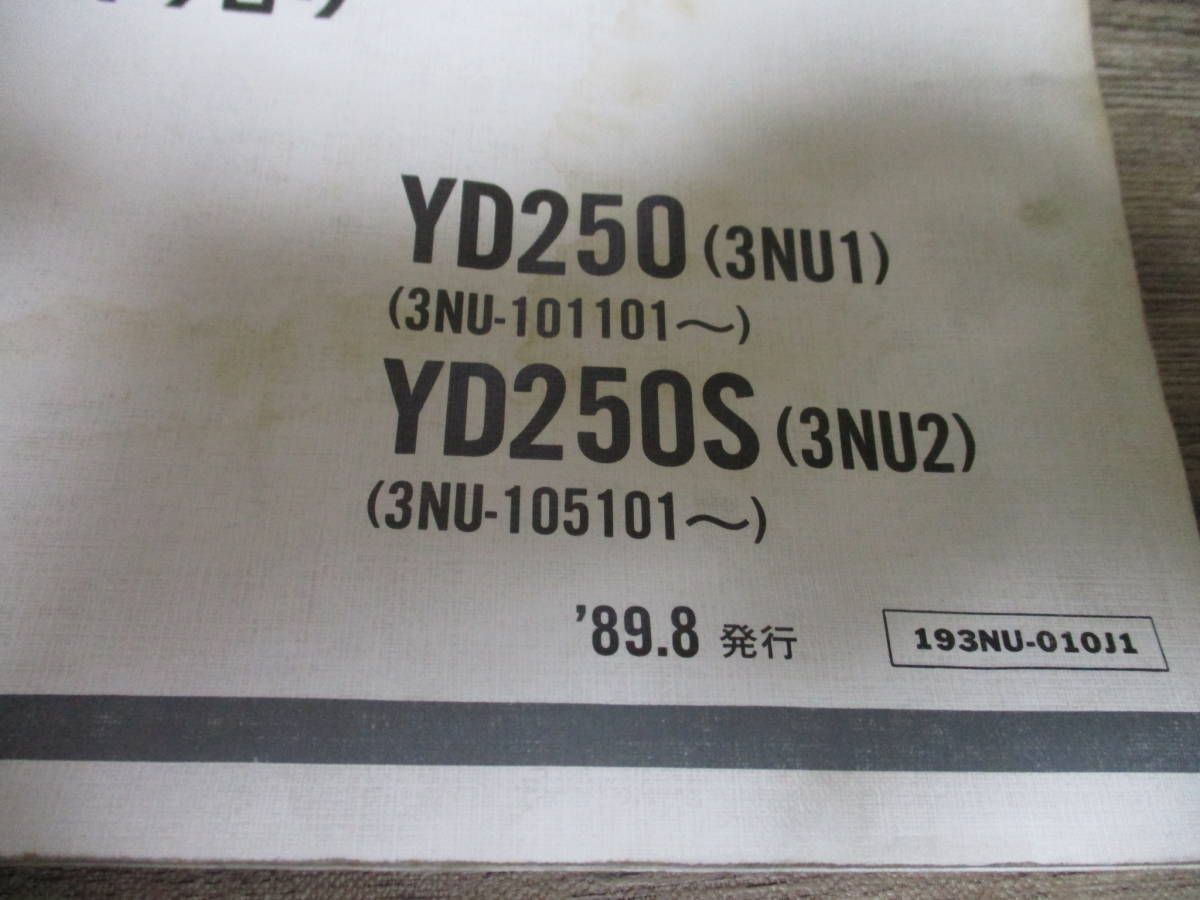 YD250 (3NU1)
(3NU-101101～)
YD250S (3NU2)
(3NU-105101～)
'89.8 発行
193NU-010J1